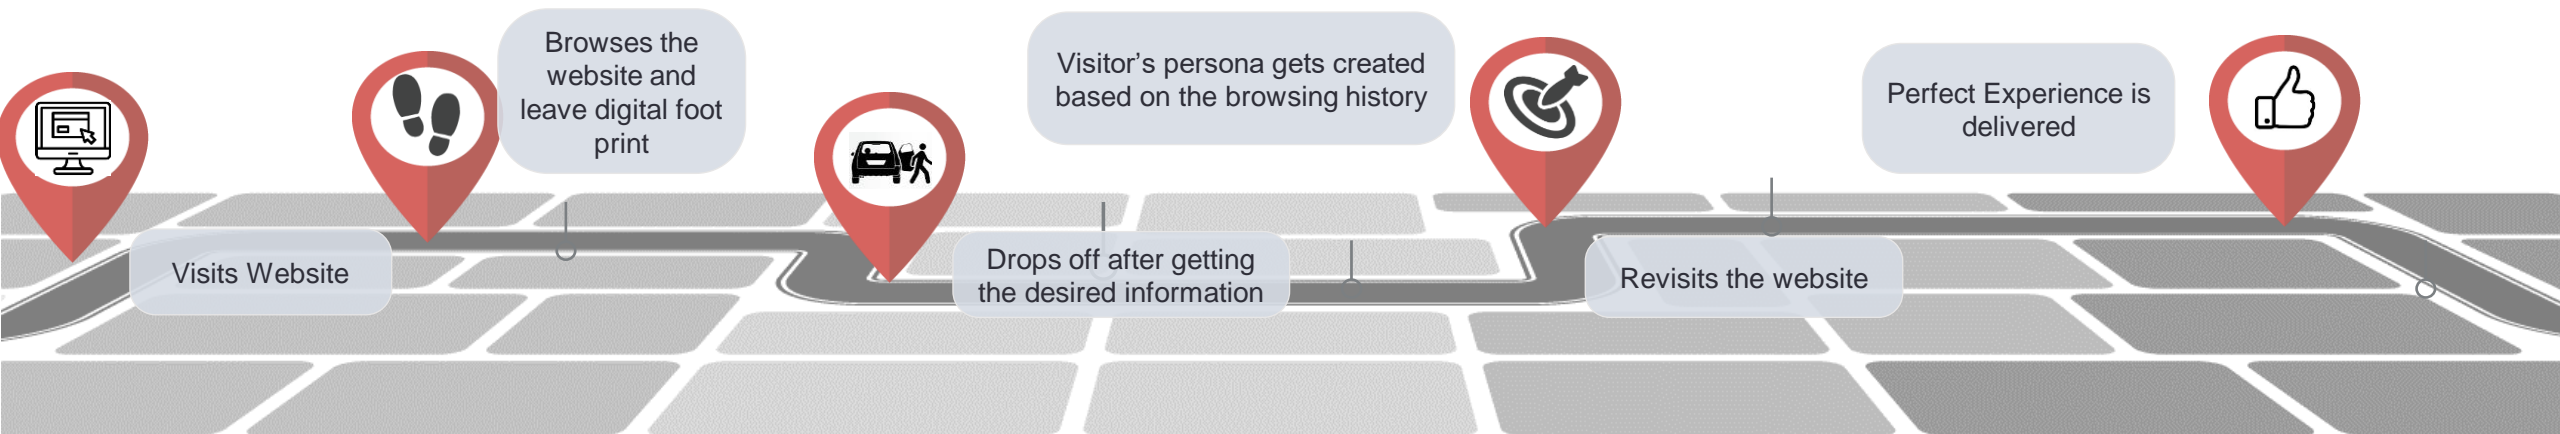 Visits Website
Browses the
website and
leave digital foot
print
Drops off after getting
the desired information
Visitor’s persona gets created
based on the browsing history
Revisits the website
Perfect Experience is
delivered